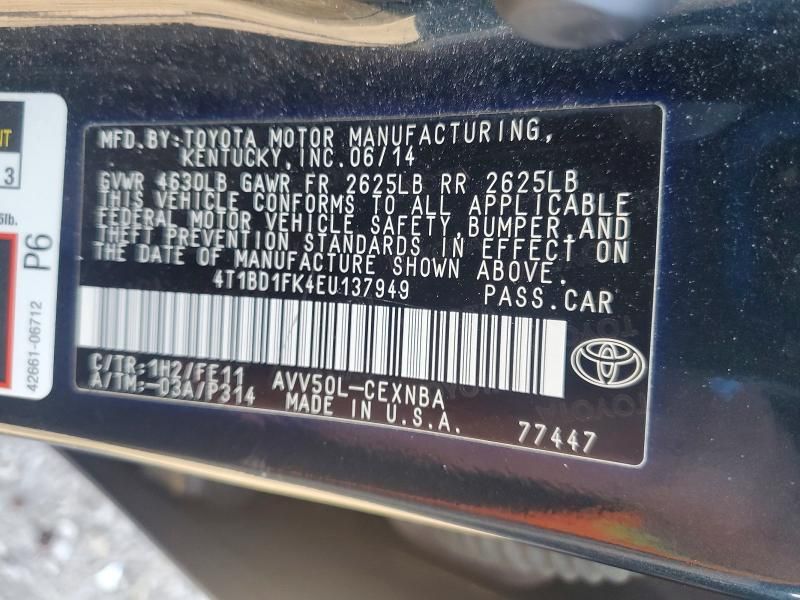 MFD.BY:TOYOTA MOTOR MANUFACTURING,
KENTUCKY,INC.06/14
GVWR 4630LB GAWR FR 2625LB RR 2625LB
THIS VEHICLE CONFORMS TO ALL APPLICABLE
FEDERAL MOTOR VEHICLE SAFETY,BUMPER,AND
THEFT PREVENTION STANDARDS IN EFFECT ON
THE DATE OF MANUFACTURE SHOWN ABOVE.
4T1BD1FK4EU137949 PASS.CAR
C/TR:1H2/FE11 AVV50L-CEXNBA
A/TM:-03A/P314 MADE IN U.S.A.
77447
TOYOTA
3
lb.
P6
42661-06712